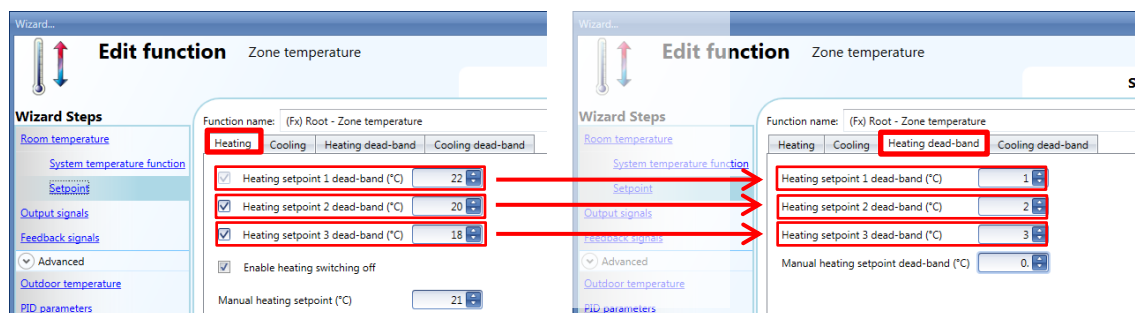 Wizard...
Edit function Zone temperature
Wizard Steps
Room temperature
System temperature function
Setpoint
Output signals
Feedback signals
Advanced
Outdoor temperature
PID parameters
Function name: (Fx) Root - Zone temperature
Heating Cooling Heating dead-band Cooling dead-band
Heating setpoint 1 dead-band (°C) 22
Heating setpoint 2 dead-band (°C) 20
Heating setpoint 3 dead-band (°C) 18
Enable heating switching off
Manual heating setpoint (°C) 21
Wizard...
Edit function Zone temperature
S
Wizard Steps
Room temperature
System temperature function
Setpoint
Output signals
Feedback signals
Advanced
Outdoor temperature
PID parameters
Function name: (Fx) Root - Zone temperature
Heating Cooling Heating dead-band Cooling dead-band
Heating setpoint 1 dead-band (°C) 1
Heating setpoint 2 dead-band (°C) 2
Heating setpoint 3 dead-band (°C) 3
Manual heating setpoint dead-band (°C) 0.